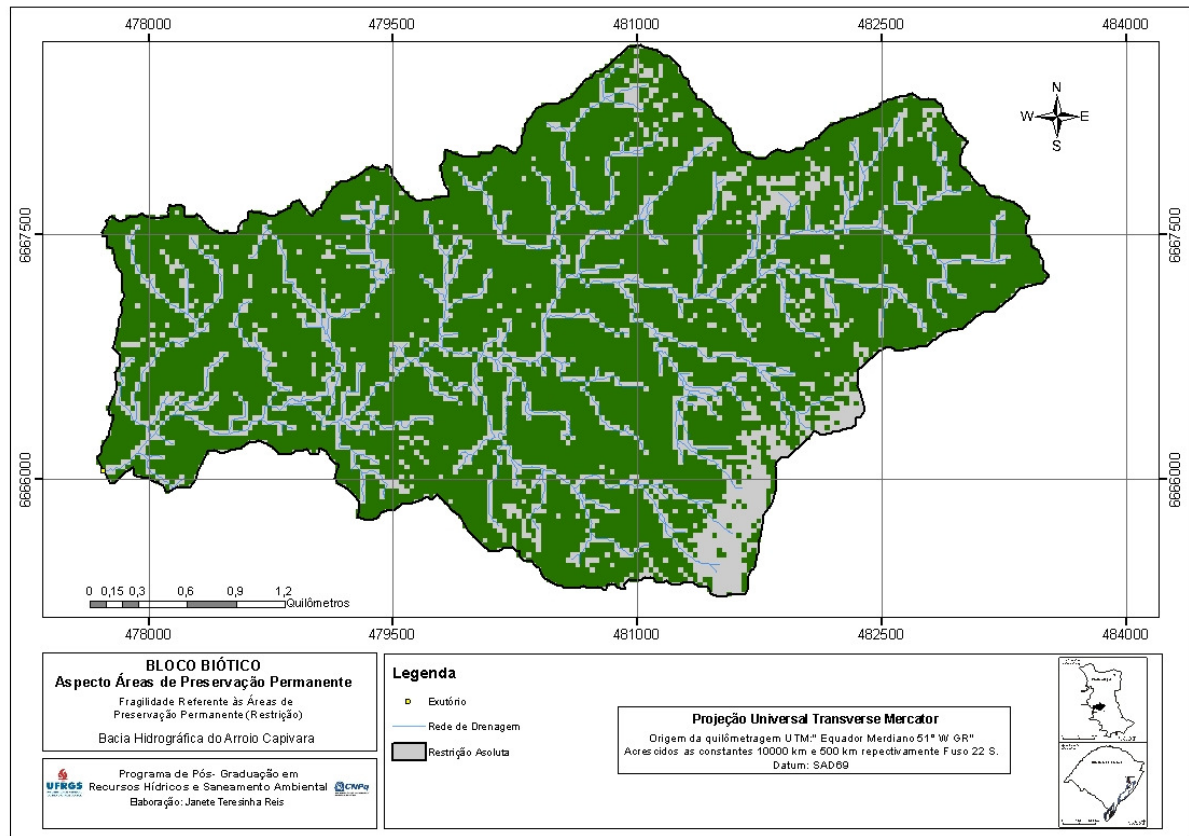 478000 479500 481000 482500 484000
N
W E
S
6667500 6667500
6666000 6666000
0 0,15 0,3 0,6 0,9 1,2
Quilômetros
478000 479500 481000 482500 484000
BLOCO BIÓTICO
Aspecto Áreas de Preservação Permanente
Fragilidade Referente às Áreas de
Preservação Permanente (Restrição)
Bacia Hidrográfica do Arroio Capivara
UFRGS
Programa de Pós- Graduação em
Recursos Hídricos e Saneamento Ambiental
CNPq
Elaboração: Janete Teresinha Reis
Legenda
Exutório
Rede de Drenagem
Restrição Asoluta
Projeção Universal Transverse Mercator
Origem da quilômetragem UTM:" Equador Merdiano 51° W GR"
Acrescidos as constantes 10000 km e 500 km repectivamente Fuso 22 S.
Datum: SAD69